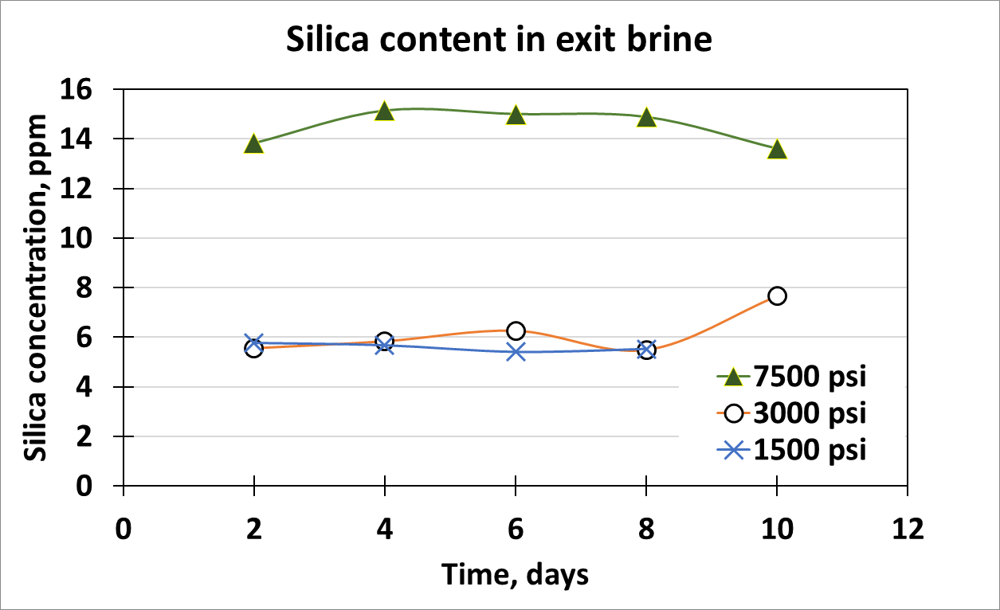 Silica content in exit brine
Silica concentration, ppm
16
14
12
10
8
6
4
2
0
7500 psi
3000 psi
1500 psi
0 2 4 6 8 10 12
Time, days